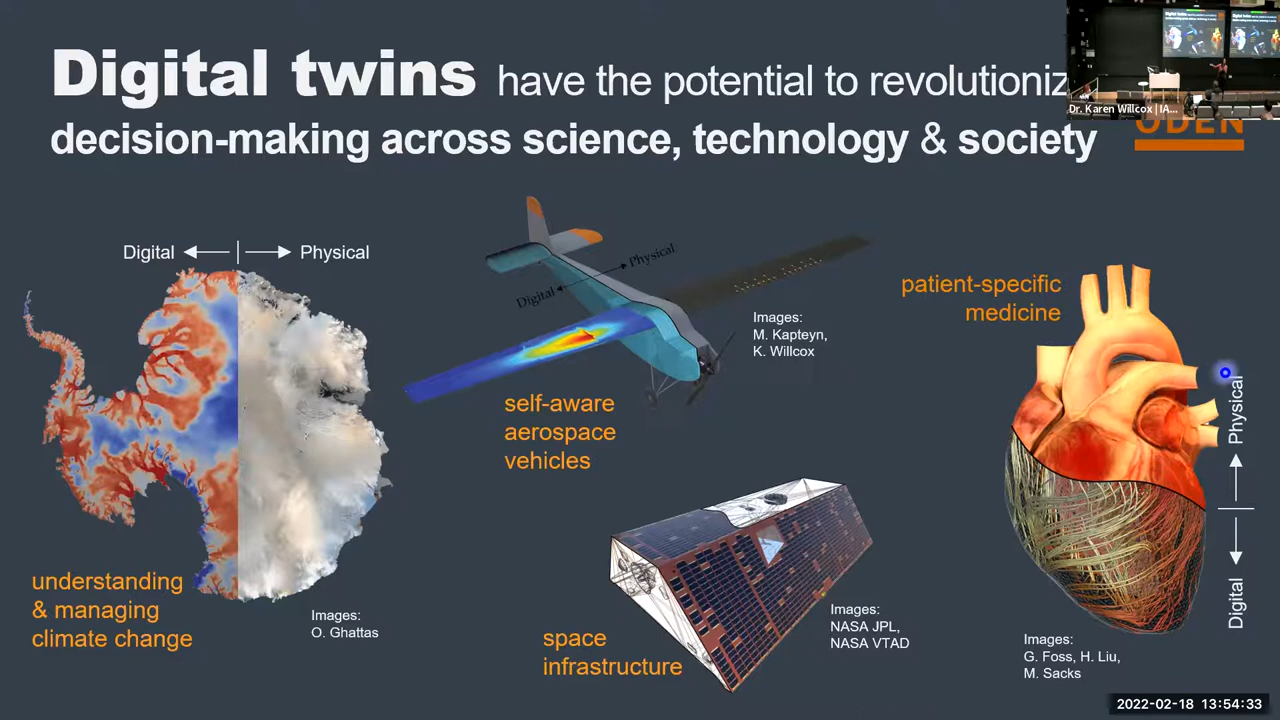 Digital twins have the potential to revolutioniz
decision-making across science, technology & society
Dr. Karen Willcox | IA...
ODEN
Digital
Physical
understanding
& managing
climate change
Images:
O. Ghattas
Physical
Digital
Images:
M. Kapteyn,
K. Willcox
self-aware
aerospace
vehicles
space
infrastructure
Images:
NASA JPL,
NASA VTAD
patient-specific
medicine
Physical
Digital
Images:
G. Foss, H. Liu,
M. Sacks
2022-02-18 13:54:33